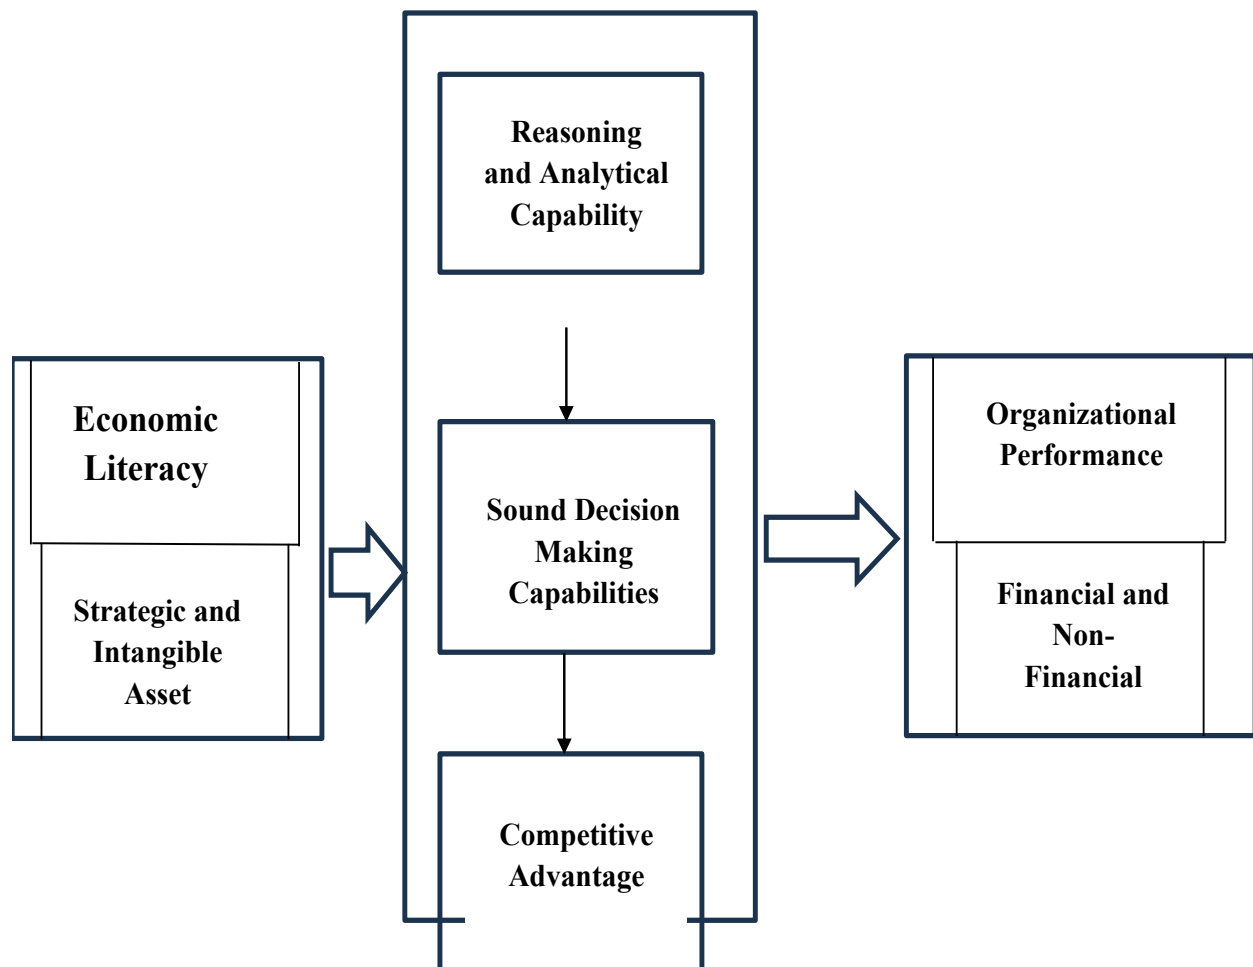 Reasoning
and Analytical
Capability
Economic
Literacy
Strategic and
Intangible
Asset
Sound Decision
Making
Capabilities
Competitive
Advantage
Organizational
Performance
Financial and
Non-
Financial